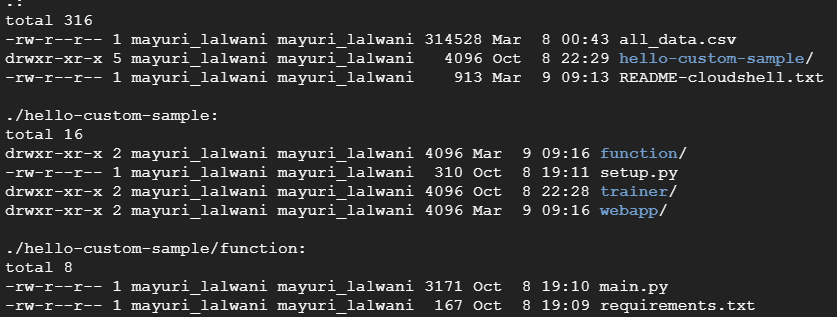 .:
total 316
-rw-r--r-- 1 mayuri_lalwani mayuri_lalwani 314528 Mar  8 00:43 all_data.csv
drwxr-xr-x 5 mayuri_lalwani mayuri_lalwani   4096 Oct  8 22:29 hello-custom-sample/
-rw-r--r-- 1 mayuri_lalwani mayuri_lalwani    913 Mar  9 09:13 README-cloudshell.txt

./hello-custom-sample:
total 16
drwxr-xr-x 2 mayuri_lalwani mayuri_lalwani 4096 Mar  9 09:16 function/
-rw-r--r-- 1 mayuri_lalwani mayuri_lalwani  310 Oct  8 19:11 setup.py
drwxr-xr-x 2 mayuri_lalwani mayuri_lalwani 4096 Oct  8 22:28 trainer/
drwxr-xr-x 2 mayuri_lalwani mayuri_lalwani 4096 Mar  9 09:16 webapp/

./hello-custom-sample/function:
total 8
-rw-r--r-- 1 mayuri_lalwani mayuri_lalwani 3171 Oct  8 19:10 main.py
-rw-r--r-- 1 mayuri_lalwani mayuri_lalwani  167 Oct  8 19:09 requirements.txt